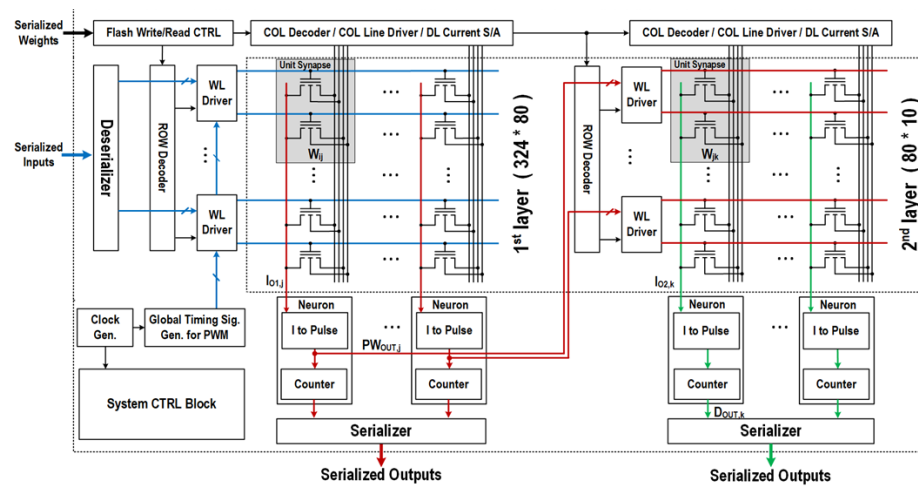 Serialized
Weights
Flash Write/Read CTRL
COL Decoder / COL Line Driver / DL Current S/A
COL Decoder / COL Line Driver / DL Current S/A
Serialized
Inputs
Deserializer
ROW Decoder
WL
Driver
WL
Driver
Unit Synapse
Wij
1st layer ( 324 * 80 )
ROW Decoder
WL
Driver
WL
Driver
Unit Synapse
Wjk
2nd layer ( 80 * 10 )
IO1,j
IO2,k
Clock
Gen.
Global Timing Sig.
Gen. for PWM
System CTRL Block
Neuron
I to Pulse
Counter
PWOUT,j
Neuron
I to Pulse
Counter
Serializer
Serialized Outputs
Neuron
I to Pulse
Counter
DOUT,k
Neuron
I to Pulse
Counter
Serializer
Serialized Outputs